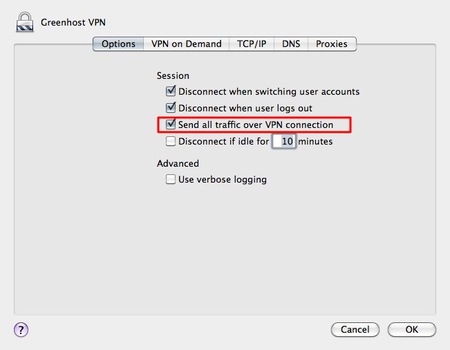 Greenhost VPN
Options VPN on Demand TCP/IP DNS Proxies
Session
Disconnect when switching user accounts
Disconnect when user logs out
Send all traffic over VPN connection
Disconnect if idle for 10 minutes
Advanced
Use verbose logging
? Cancel OK